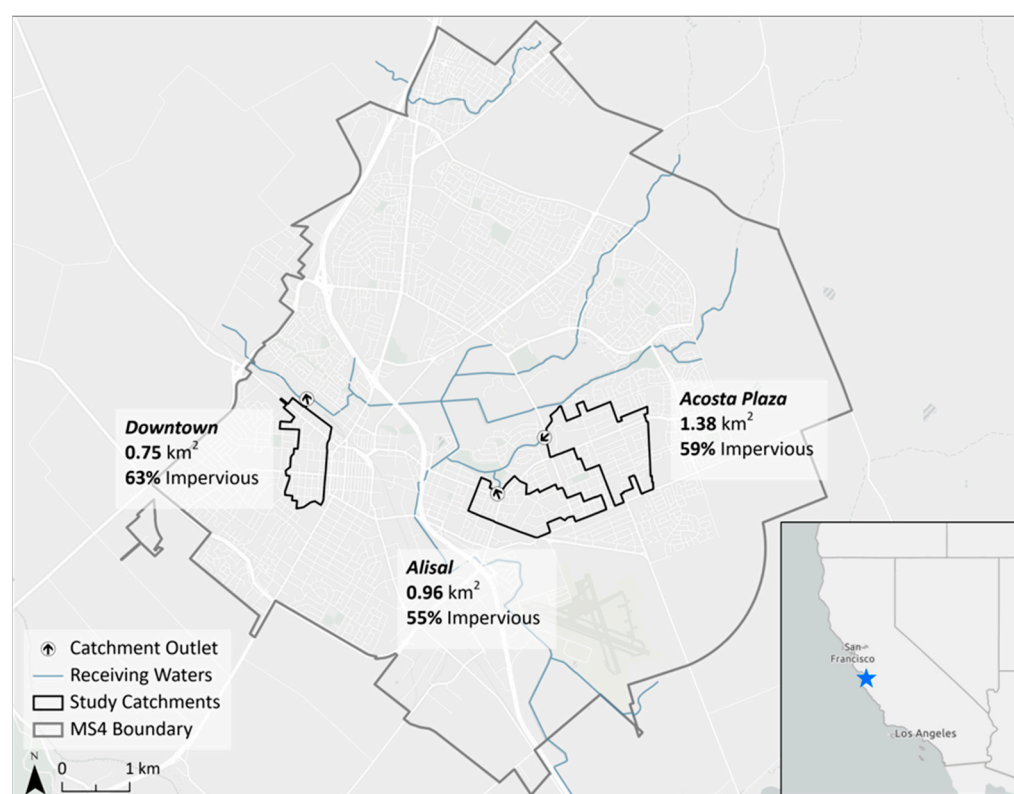 Downtown
0.75 km²
63% Impervious
Acosta Plaza
1.38 km²
59% Impervious
Alisal
0.96 km²
55% Impervious
Catchment Outlet
Receiving Waters
Study Catchments
MS4 Boundary
N
0 1 km
San
Francisco
Los Angeles